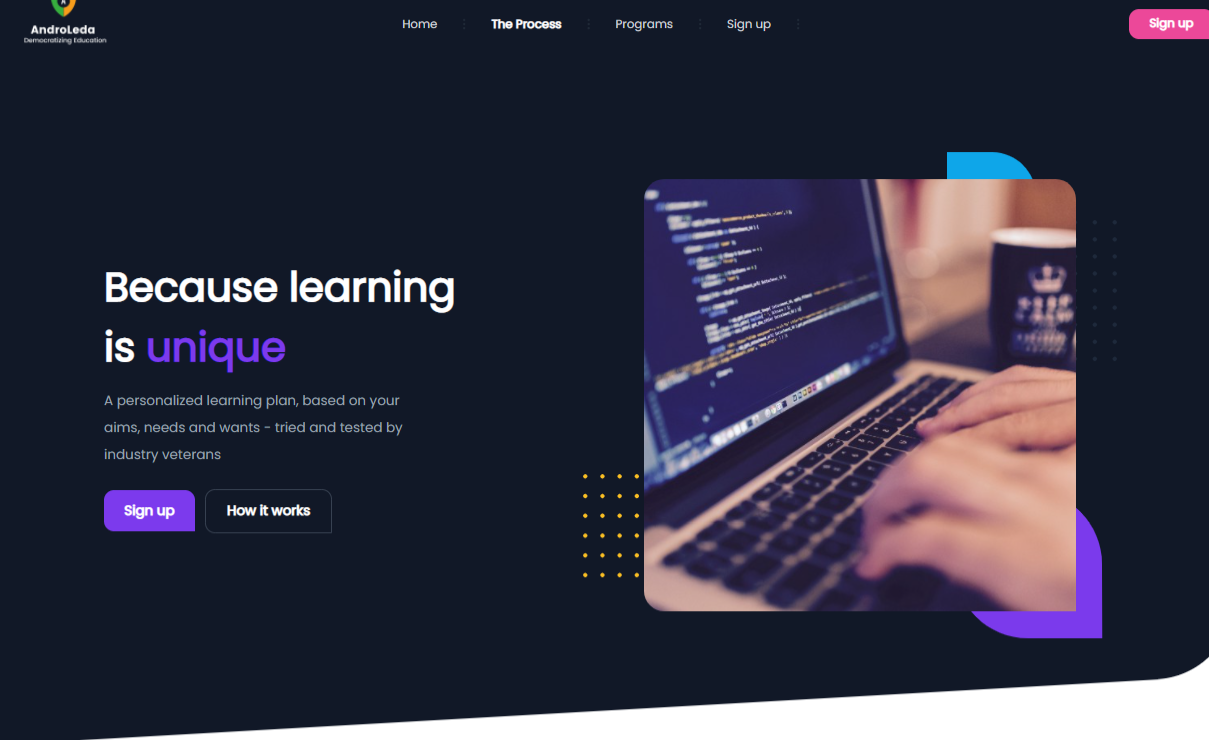 AndroLeda
Democratizing Education
Home
The Process
Programs
Sign up
Sign up
Because learning
is unique
A personalized learning plan, based on your
aims, needs and wants - tried and tested by
industry veterans
Sign up
How it works